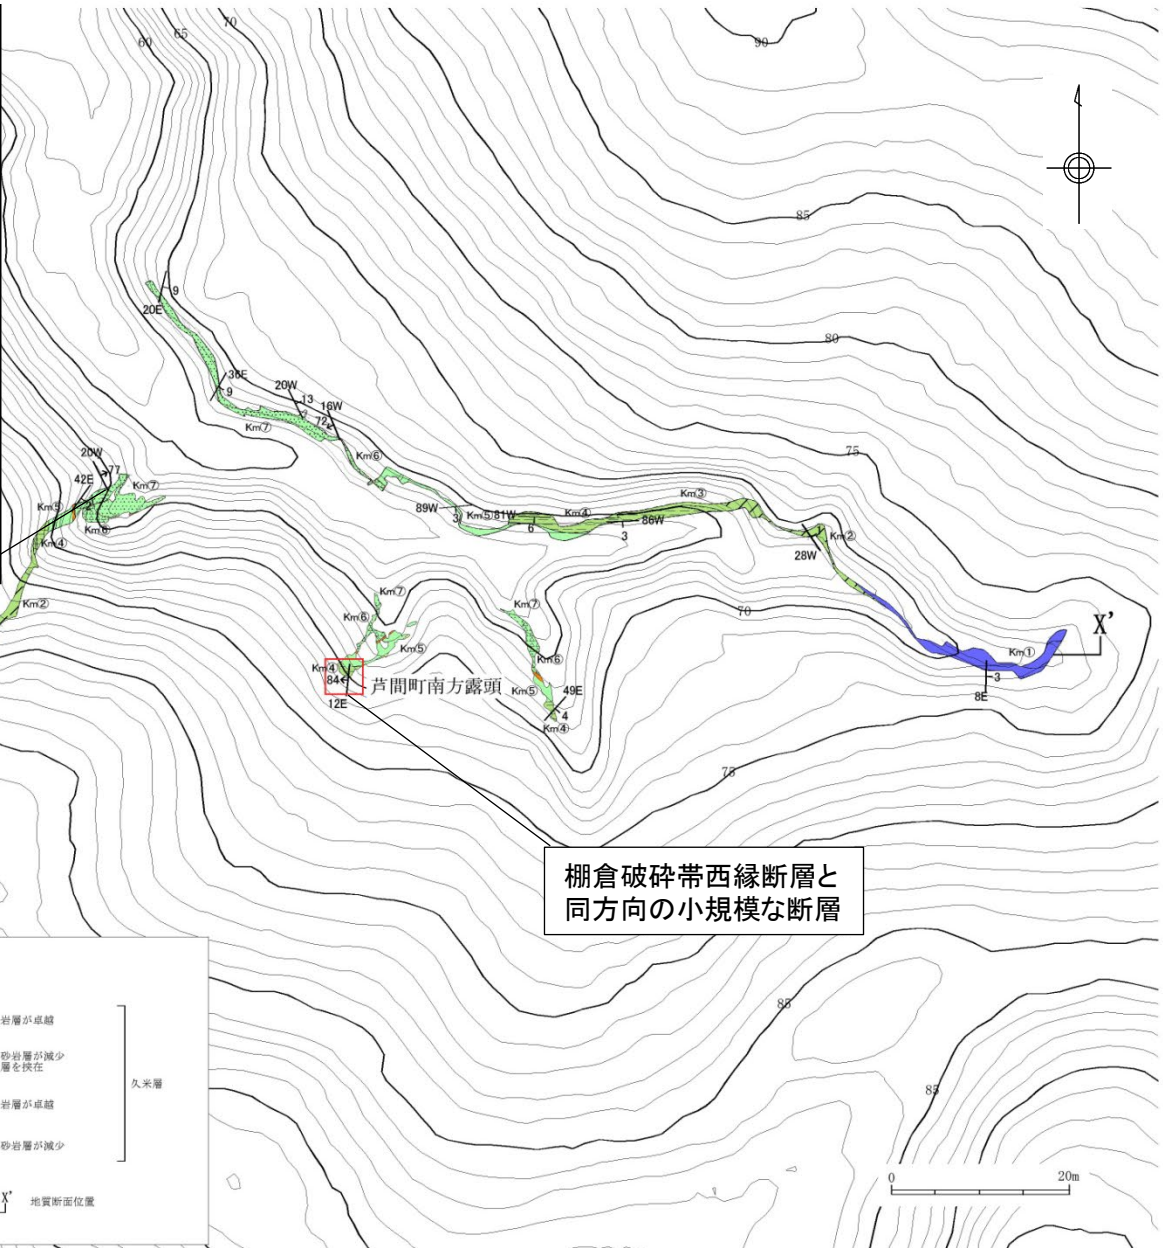 70
65
60
90
85
9
20E
80
36E
9
20W
13
16W
72
Km⑦
75
20W
77
42E
Km⑦
Km⑥
Km③
Km⑤
2
89W
3
Km⑤
81W
Km④
6
86W
3
Km②
28W
Km⑥
Km④
Km②
Km⑦
Km⑥
Km⑤
Km⑦
70
X’
Km①
3
8E
Km④
84
芦間町南方露頭
12E
Km⑥
Km⑤
49E
4
Km④
75
棚倉破砕帯西縁断層と
同方向の小規模な断層
岩層が卓越
砂岩層が減少
層を挟在
久米層
岩層が卓越
砂岩層が減少
X’ 地質断面位置
85
85
0 20m